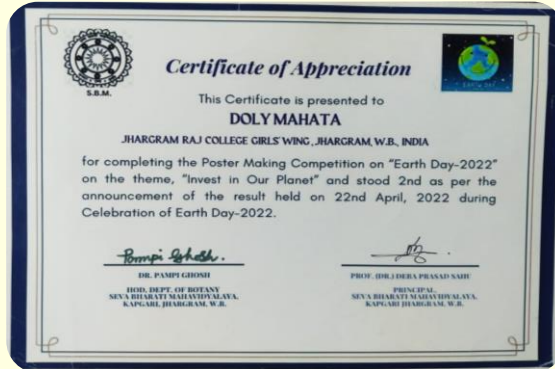 S.B.M.
Certificate of Appreciation
This Certificate is presented to
DOLY MAHATA
JHARGRAM RAJ COLLEGE GIRLS' WING, JHARGRAM, W.B., INDIA
for completing the Poster Making Competition on "Earth Day-2022"
on the theme, "Invest in Our Planet" and stood 2nd as per the
announcement of the result held on 22nd April, 2022 during
Celebration of Earth Day-2022.
Pampi Ghosh.
DR. PAMPI GHOSH
HOD, DEPT. OF BOTANY
SEVA BHARATI MAHAVIDYALAYA,
KAPGARI, JHARGRAM, W.B.
PROF. (DR.) DEBA PRASAD SAHU
PRINCIPAL,
SEVA BHARATI MAHAVIDYALAYA,
KAPGARI JHARGRAM, W.B.